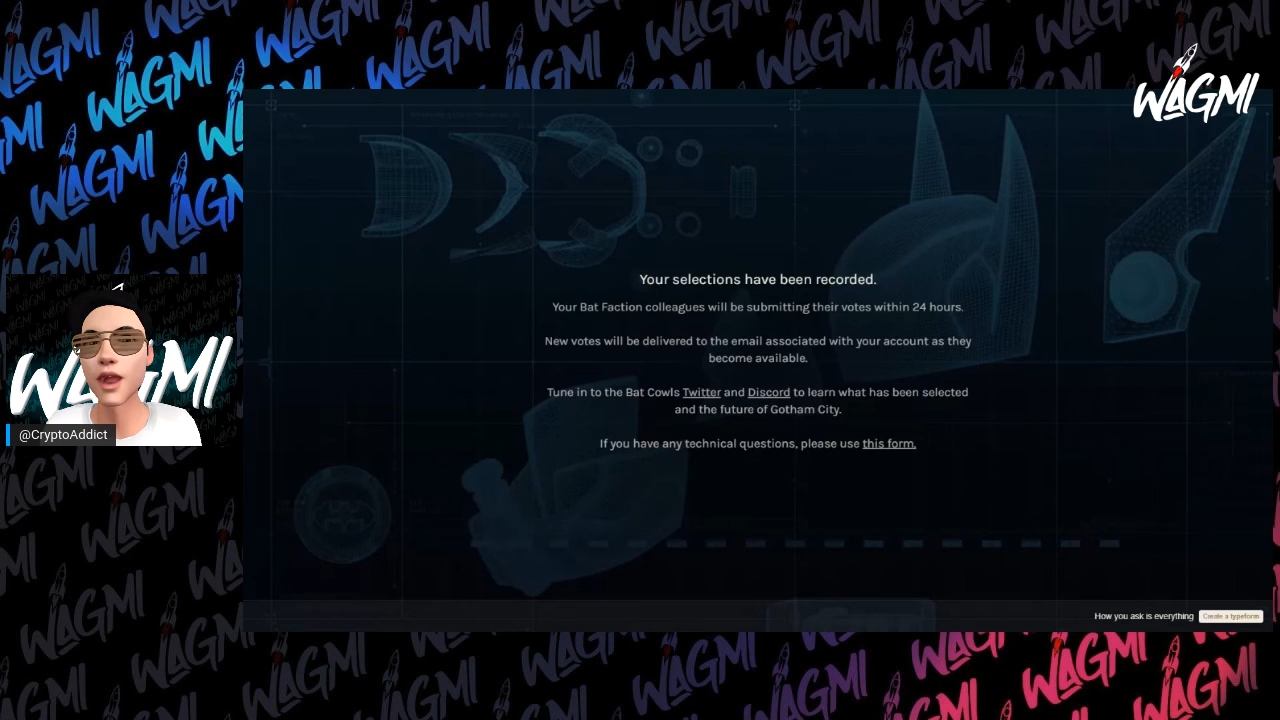 WAGMI
Your selections have been recorded.
Your Bat Faction colleagues will be submitting their votes within 24 hours.
New votes will be delivered to the email associated with your account as they
become available.
Tune in to the Bat Cowls Twitter and Discord to learn what has been selected
and the future of Gotham City.
If you have any technical questions, please use this form.
WAGMI
@CryptoAddict
How you ask is everything
Create a typeform